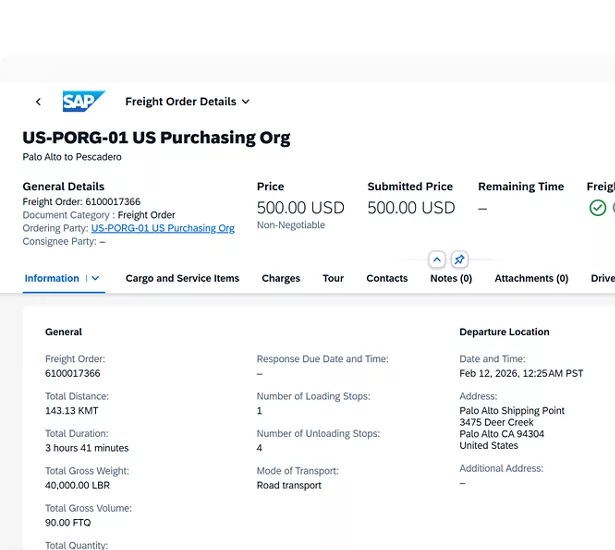 SAP
Freight Order Details
US-PORG-01 US Purchasing Org
Palo Alto to Pescadero
General Details
Freight Order: 6100017366
Document Category : Freight Order
Ordering Party: US-PORG-01 US Purchasing Org
Consignee Party: –
Price
500.00 USD
Non-Negotiable
Submitted Price
500.00 USD
Remaining Time
–
Freig
Information
Cargo and Service Items
Charges
Tour
Contacts
Notes (0)
Attachments (0)
Drive
General
Freight Order:
6100017366
Total Distance:
143.13 KMT
Total Duration:
3 hours 41 minutes
Total Gross Weight:
40,000.00 LBR
Total Gross Volume:
90.00 FTQ
Total Quantity:
Response Due Date and Time:
–
Number of Loading Stops:
1
Number of Unloading Stops:
4
Mode of Transport:
Road transport
Departure Location
Date and Time:
Feb 12, 2026, 12:25 AM PST
Address:
Palo Alto Shipping Point
3475 Deer Creek
Palo Alto CA 94304
United States
Additional Address:
–